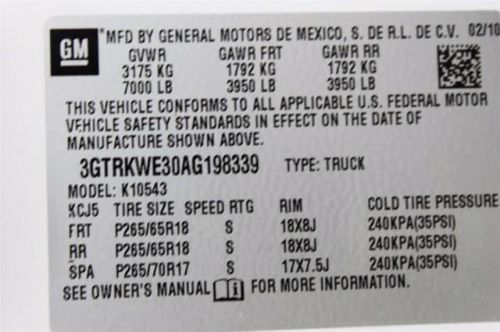 GM
MFD BY GENERAL MOTORS DE MEXICO, S DE R.L. DE C.V. 02/10
GVWR GAWR FRT GAWR RR
3175 KG 1792 KG 1792 KG
7000 LB 3950 LB 3950 LB
THIS VEHICLE CONFORMS TO ALL APPLICABLE U.S. FEDERAL MOTOR
VEHICLE SAFETY STANDARDS IN EFFECT ON THE DATE OF
MANUFACTURE SHOWN ABOVE.
3GTRKWE30AG198339 TYPE: TRUCK
MODEL: K10543
KCJ5 TIRE SIZE SPEED RTG RIM COLD TIRE PRESSURE
FRT P265/65R18 S 18X8J 240KPA(35PSI)
RR P265/65R18 S 18X8J 240KPA(35PSI)
SPA P265/70R17 S 17X7.5J 240KPA(35PSI)
SEE OWNER'S MANUAL i FOR MORE INFORMATION.